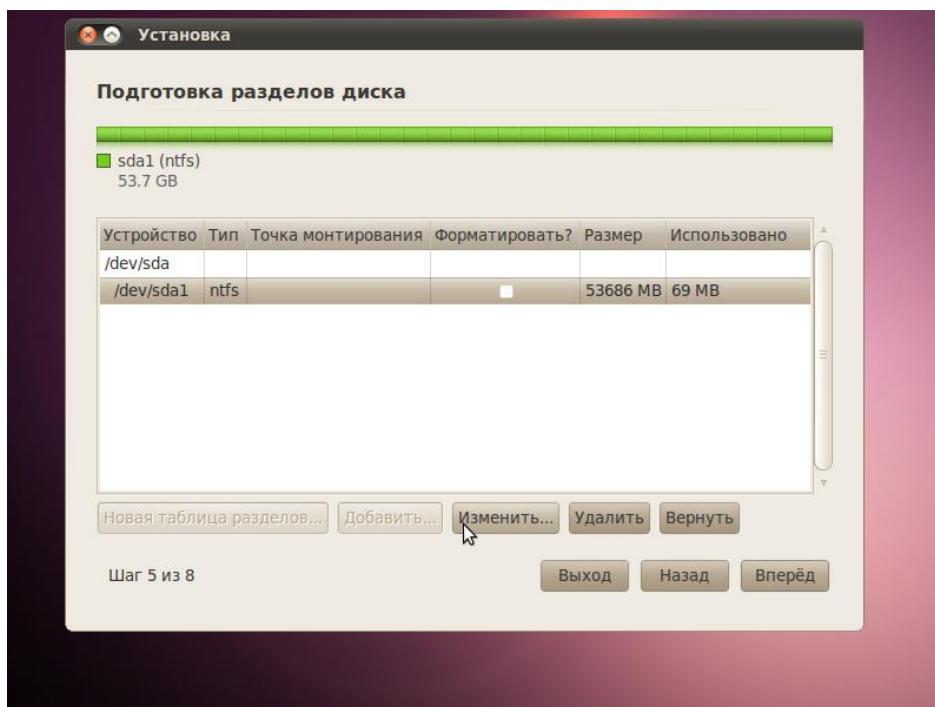 Установка
Подготовка разделов диска
sda1 (ntfs)
53.7 GB
Устройство Тип Точка монтирования Форматировать? Размер Использовано
/dev/sda
/dev/sda1 ntfs 53686 MB 69 MB
Новая таблица разделов... Добавить... Изменить... Удалить Вернуть
Шаг 5 из 8 Выход Назад Вперёд